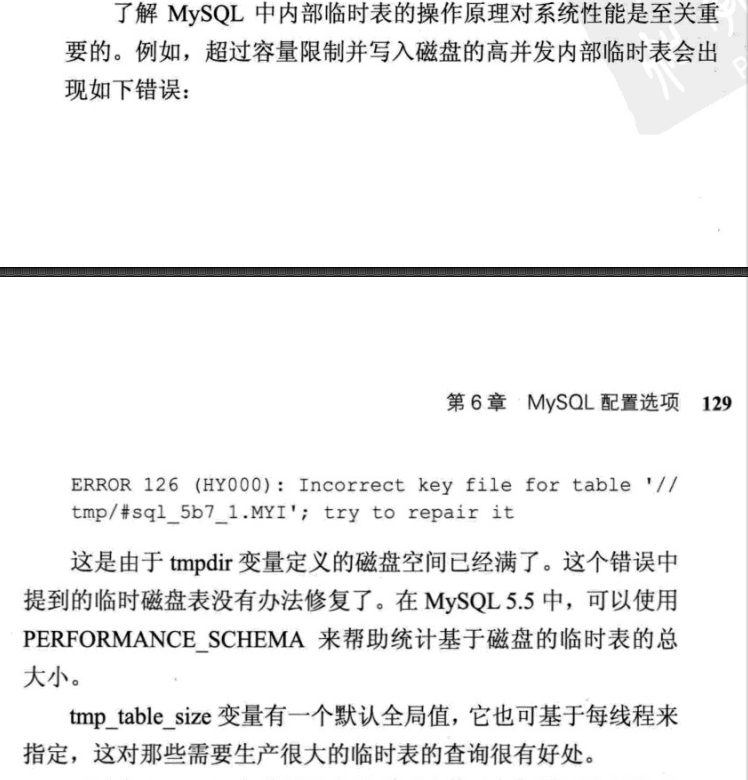 了解 MySQL 中内部临时表的操作原理对系统性能是至关重
要的。例如，超过容量限制并写入磁盘的高并发内部临时表会出
现如下错误：
第 6 章 MySQL 配置选项 129
ERROR 126 (HY000): Incorrect key file for table '//
tmp/#sql_5b7_1.MYI'; try to repair it
这是由于 tmpdir 变量定义的磁盘空间已经满了。这个错误中
提到的临时磁盘表没有办法修复了。在 MySQL 5.5 中，可以使用
PERFORMANCE_SCHEMA 来帮助统计基于磁盘的临时表的总
大小。
tmp_table_size 变量有一个默认全局值，它也可基于每线程来
指定，这对那些需要生产很大的临时表的查询很有好处。